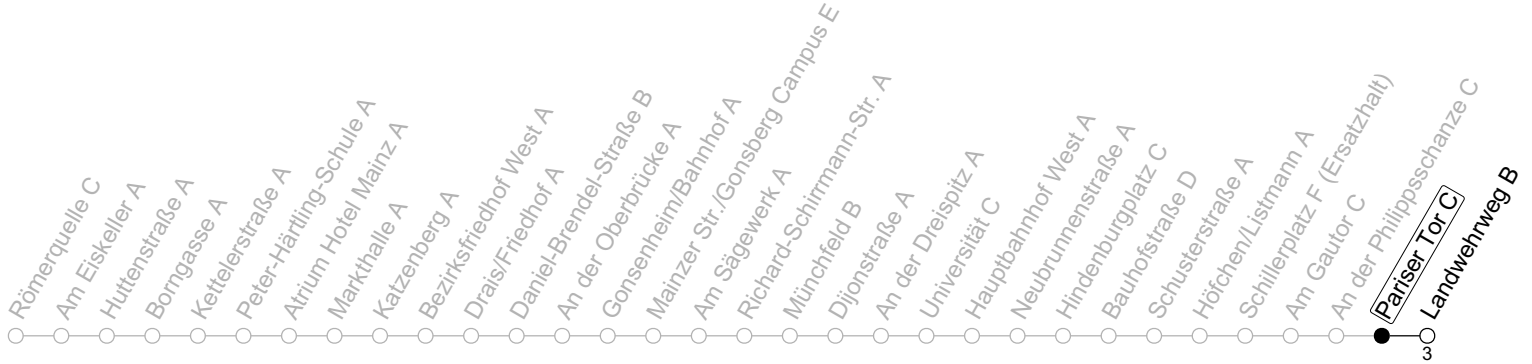 Römerquelle C
Am Eiskeller A
Huttenstraße A
Borngasse A
Kettelerstraße A
Peter-Härtling-Schule A
Atrium Hotel Mainz A
Markthalle A
Katzenberg A
Bezirksfriedhof West A
Drais/Friedhof A
Daniel-Brendel-Straße B
An der Oberbrücke A
Gonsenheim/Bahnhof A
Mainzer Str./Gonsberg Campus E
Am Sägewerk A
Richard-Schirrmann-Str. A
Münchfeld B
Dijonstraße A
An der Dreispitz A
Universität C
Hauptbahnhof West A
Neubrunnenstraße A
Hindenburgplatz C
Bauhofstraße D
Schusterstraße A
Höfchen/Listmann A
Schillerplatz F (Ersatzhalt)
Am Gautor C
An der Philippsschanze C
Pariser Tor C
Landwehrweg B
3